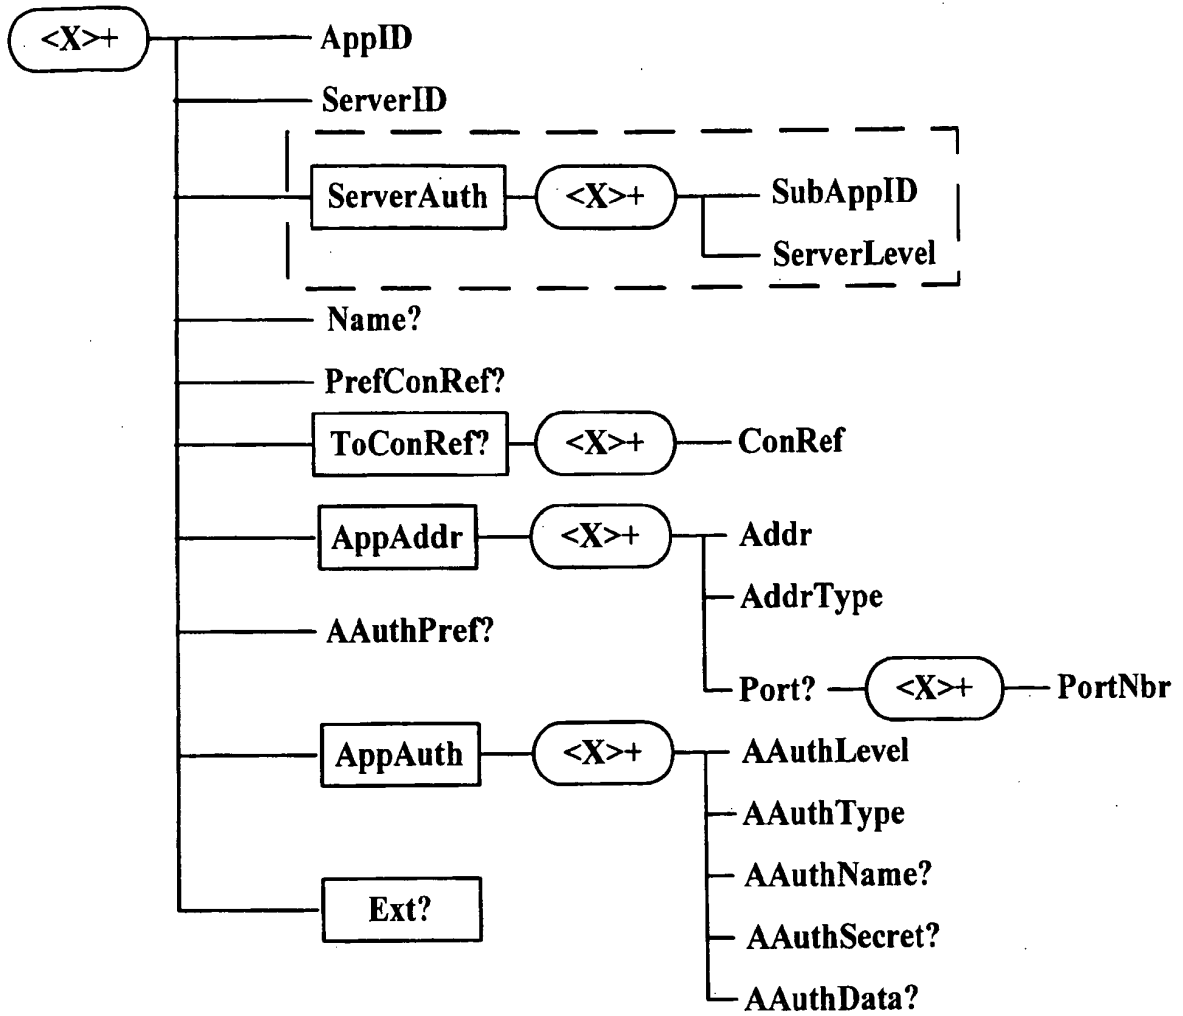 <X>+ AppID
ServerID
ServerAuth <X>+ SubAppID
ServerLevel
Name?
PrefConRef?
ToConRef? <X>+ ConRef
AppAddr <X>+ Addr
AddrType
AAuthPref?
Port? <X>+ PortNbr
AppAuth <X>+ AAuthLevel
AAuthType
AAuthName?
Ext?
AAuthSecret?
AAuthData?